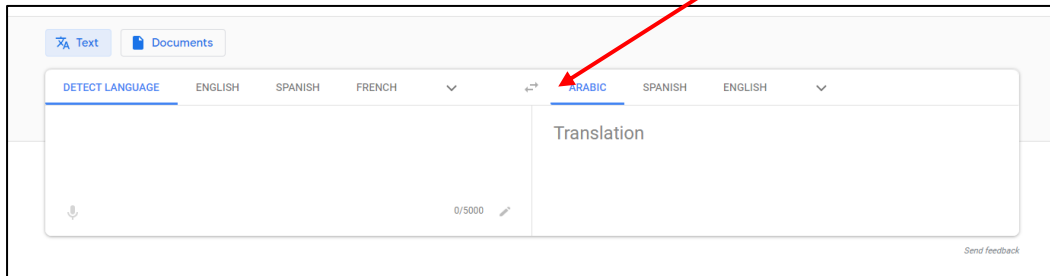 Text Documents
DETECT LANGUAGE ENGLISH SPANISH FRENCH ARABIC SPANISH ENGLISH
Translation
0/5000
Send feedback